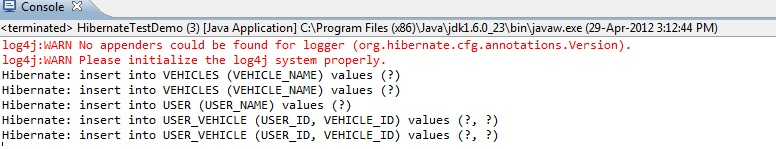 Console
<terminated> HibernateTestDemo (3) [Java Application] C:\Program Files (x86)\Java\jdk1.6.0_23\bin\javaw.exe (29-Apr-2012 3:12:44 PM)
log4j:WARN No appenders could be found for logger (org.hibernate.cfg.annotations.Version).
log4j:WARN Please initialize the log4j system properly.
Hibernate: insert into VEHICLES (VEHICLE_NAME) values (?)
Hibernate: insert into VEHICLES (VEHICLE_NAME) values (?)
Hibernate: insert into USER (USER_NAME) values (?)
Hibernate: insert into USER_VEHICLE (USER_ID, VEHICLE_ID) values (?, ?)
Hibernate: insert into USER_VEHICLE (USER_ID, VEHICLE_ID) values (?, ?)